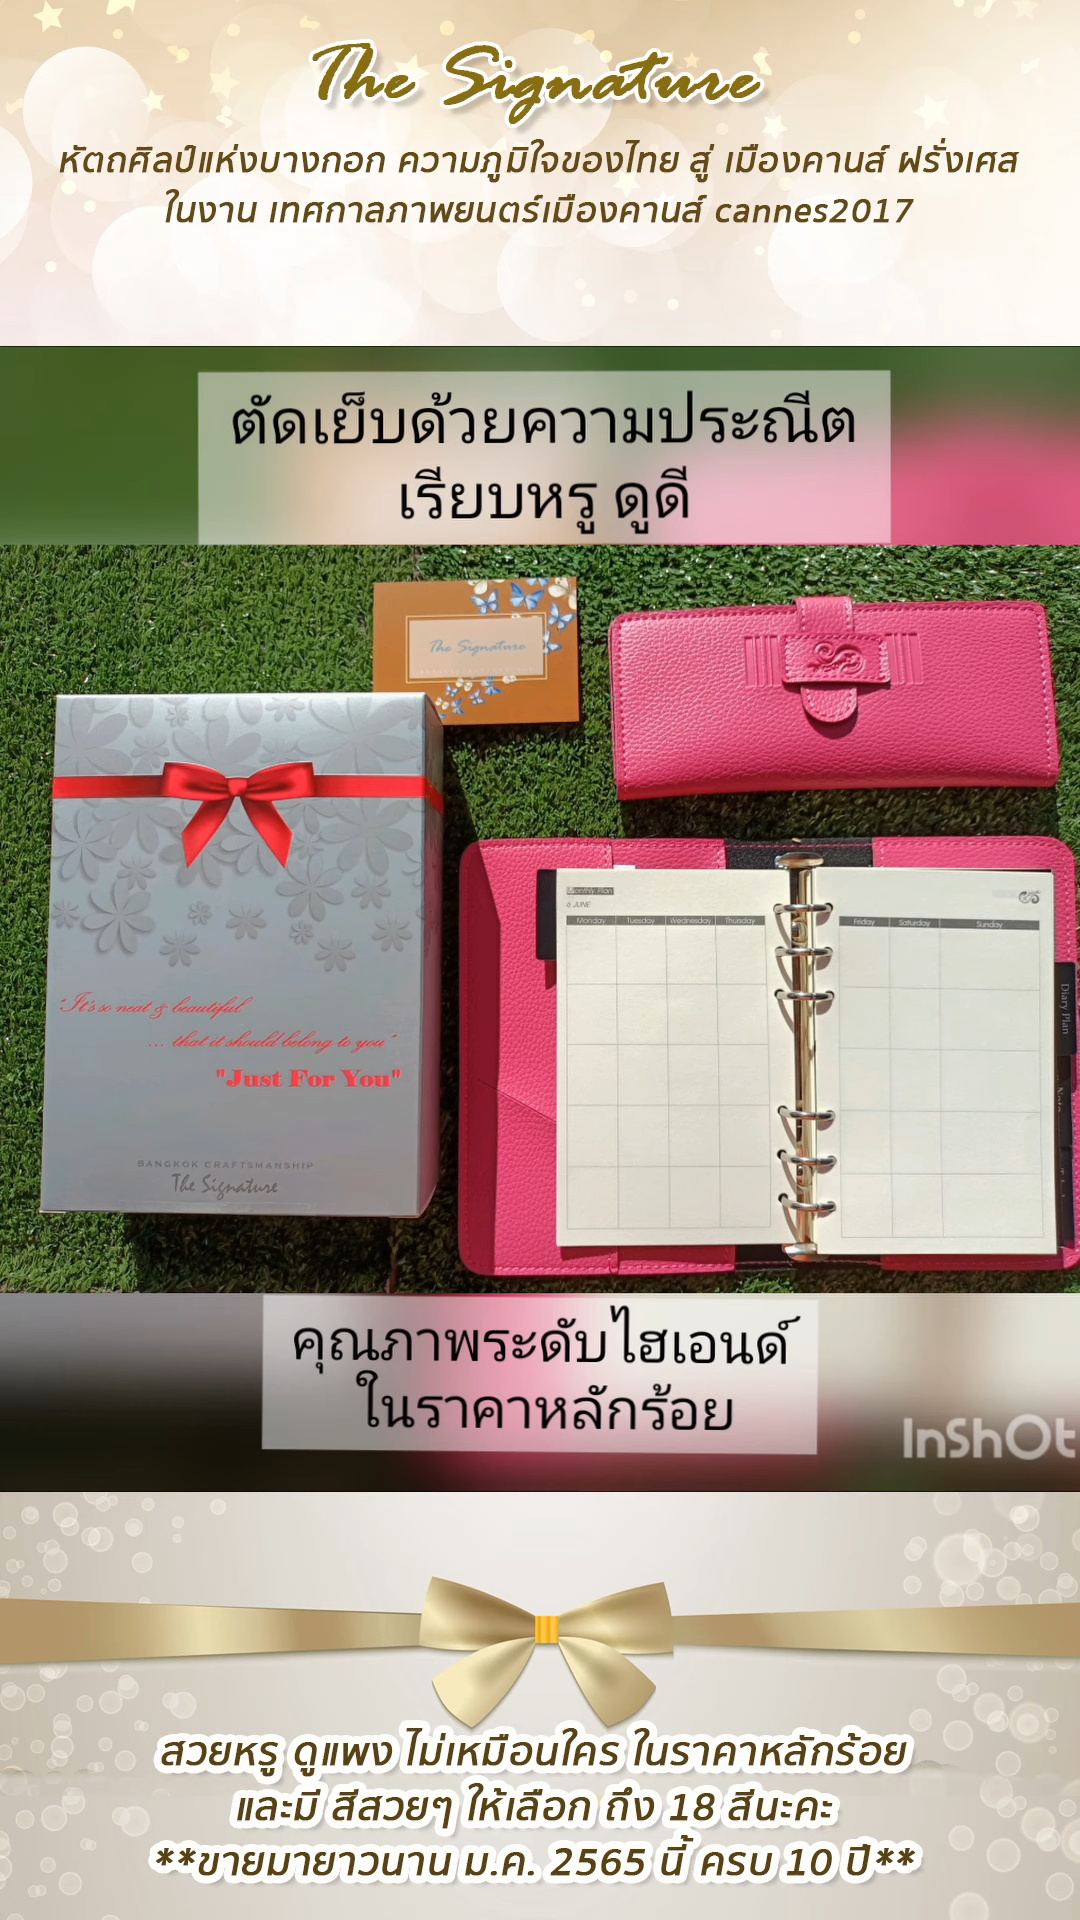 The Signature
หัตถศิลป์แห่งบางกอก ความภูมิใจของไทย สู่ เมืองคานส์ ฝรั่งเศส
ในงาน เทศกาลภาพยนตร์เมืองคานส์ cannes2017
ตัดเย็บด้วยความประณีต
เรียบหรู ดูดี
The Signature
"It's so neat & beautiful
... that it should belong to you"
"Just For You"
BANGKOK CRAFTSMANSHIP
The Signature
Monthly Plan
6 JUNE
Monday Tuesday Wednesday Thursday
Friday Saturday Sunday
Diary Plan
Note
คุณภาพระดับไฮเอนด์
ในราคาหลักร้อย
InShOt
สวยหรู ดูแพง ไม่เหมือนใคร ในราคาหลักร้อย
และมี สีสวยๆ ให้เลือก ถึง 18 สีนะคะ
**ขายมายาวนาน ม.ค. 2565 นี้ ครบ 10 ปี**